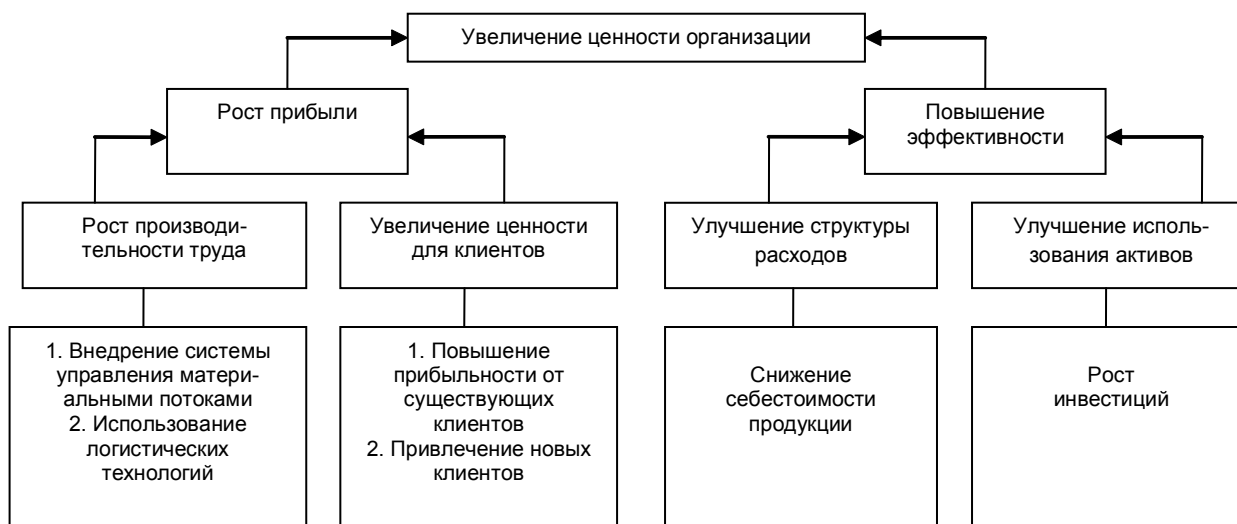 Увеличение ценности организации
Рост прибыли
Повышение
эффективности
Рост производи-
тельности труда
Увеличение ценности
для клиентов
Улучшение структуры
расходов
Улучшение исполь-
зования активов
1. Внедрение системы
управления матери-
альными потоками
2. Использование
логистических
технологий
1. Повышение
прибыльности от
существующих
клиентов
2. Привлечение новых
клиентов
Снижение
себестоимости
продукции
Рост
инвестиций